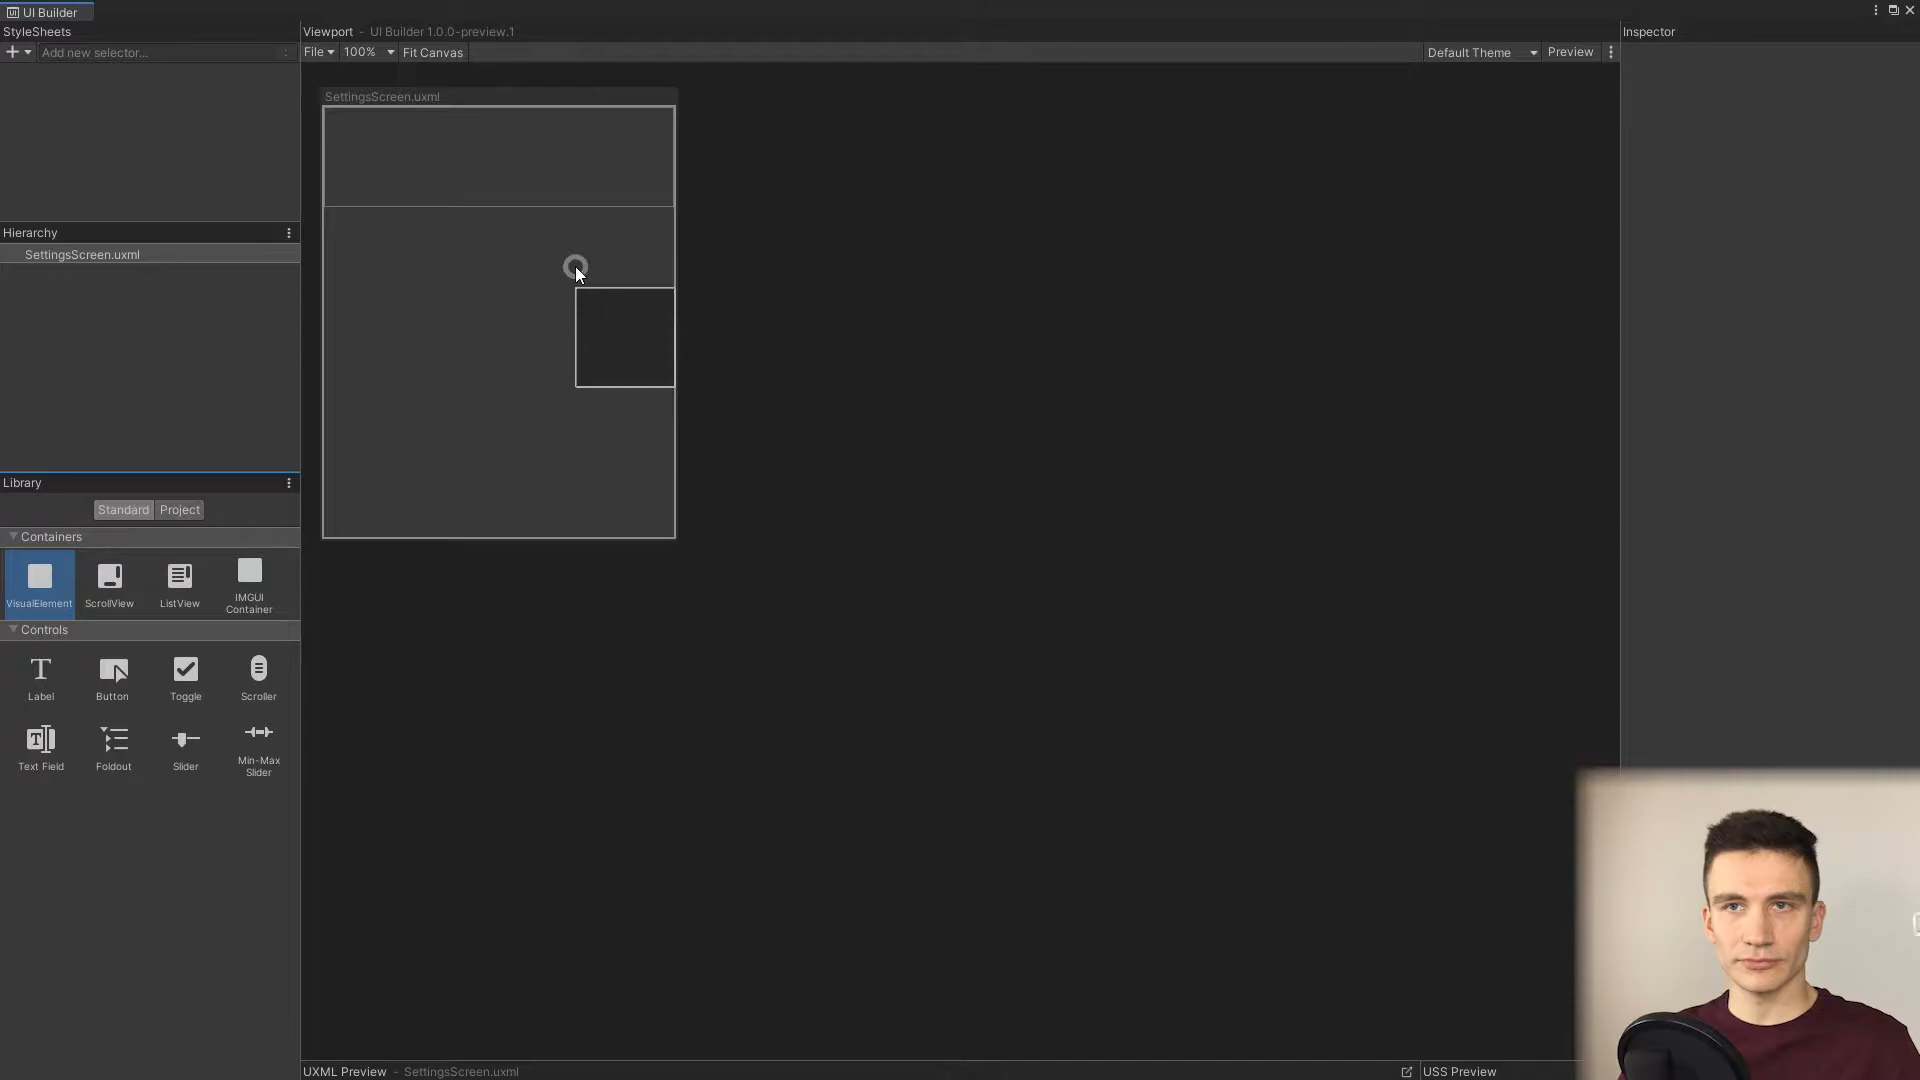 UI Builder
StyleSheets
Add new selector...
Viewport - UI Builder 1.0.0-preview.1
File 100% Fit Canvas
Default Theme Preview
Inspector
SettingsScreen.uxml
Hierarchy
SettingsScreen.uxml
Library
Standard Project
Containers
VisualElement ScrollView ListView IMGUI
Container
Controls
Label Button Toggle Scroller
Text Field Foldout Slider Min-Max
Slider
UXML Preview - SettingsScreen.uxml
USS Preview